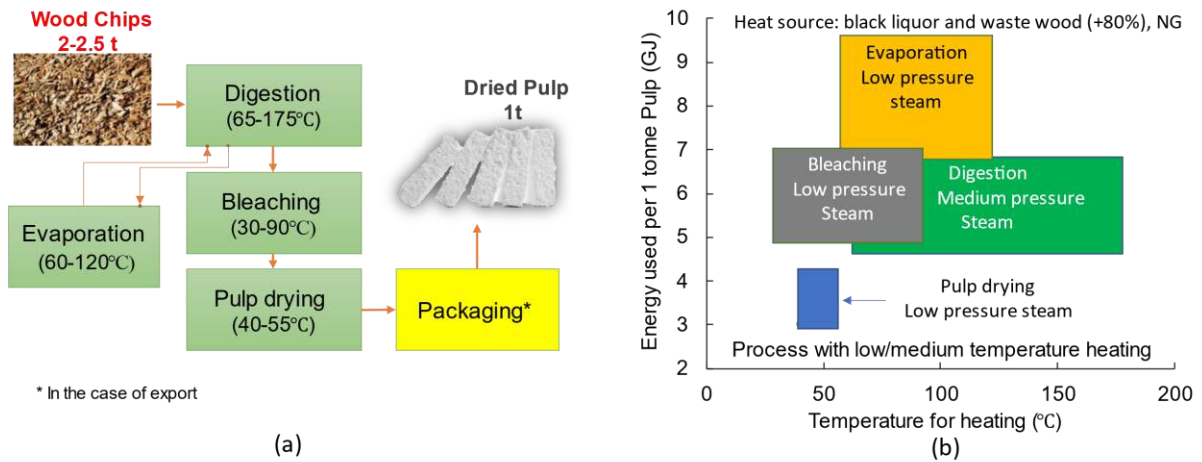 Wood Chips
2-2.5 t
Digestion
(65-175℃)
Dried Pulp
1t
Bleaching
(30-90℃)
Evaporation
(60-120℃)
Pulp drying
(40-55℃)
Packaging*
* In the case of export
(a)
Energy used per 1 tonne Pulp (GJ)
10
9
8
7
6
5
4
3
2
Heat source: black liquor and waste wood (+80%), NG
Evaporation
Low pressure
steam
Bleaching
Low pressure
Steam
Digestion
Medium pressure
Steam
Pulp drying
Low pressure steam
Process with low/medium temperature heating
0
50
100
150
200
Temperature for heating (℃)
(b)